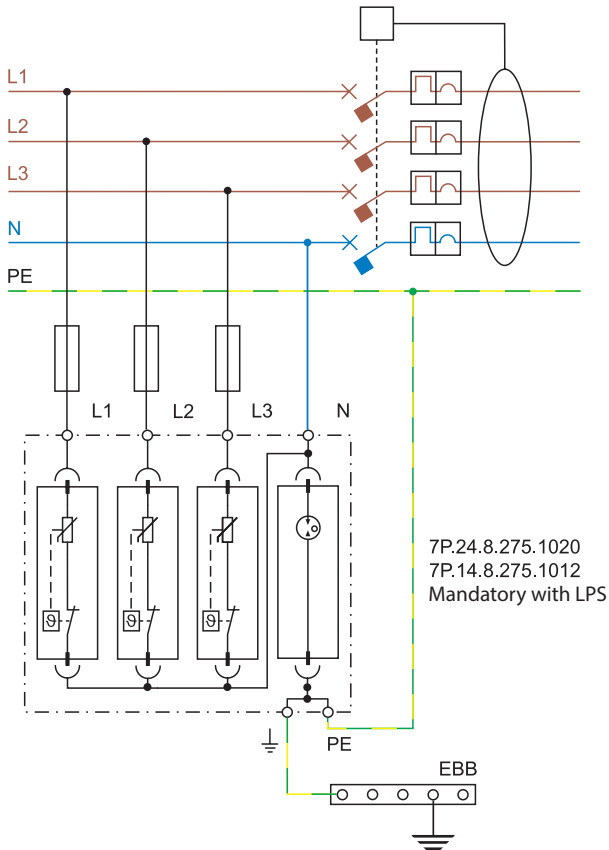 L1
L2
L3
N
PE
L1 L2 L3 N
ϑ ϑ ϑ
7P.24.8.275.1020
7P.14.8.275.1012
Mandatory with LPS
PE
EBB